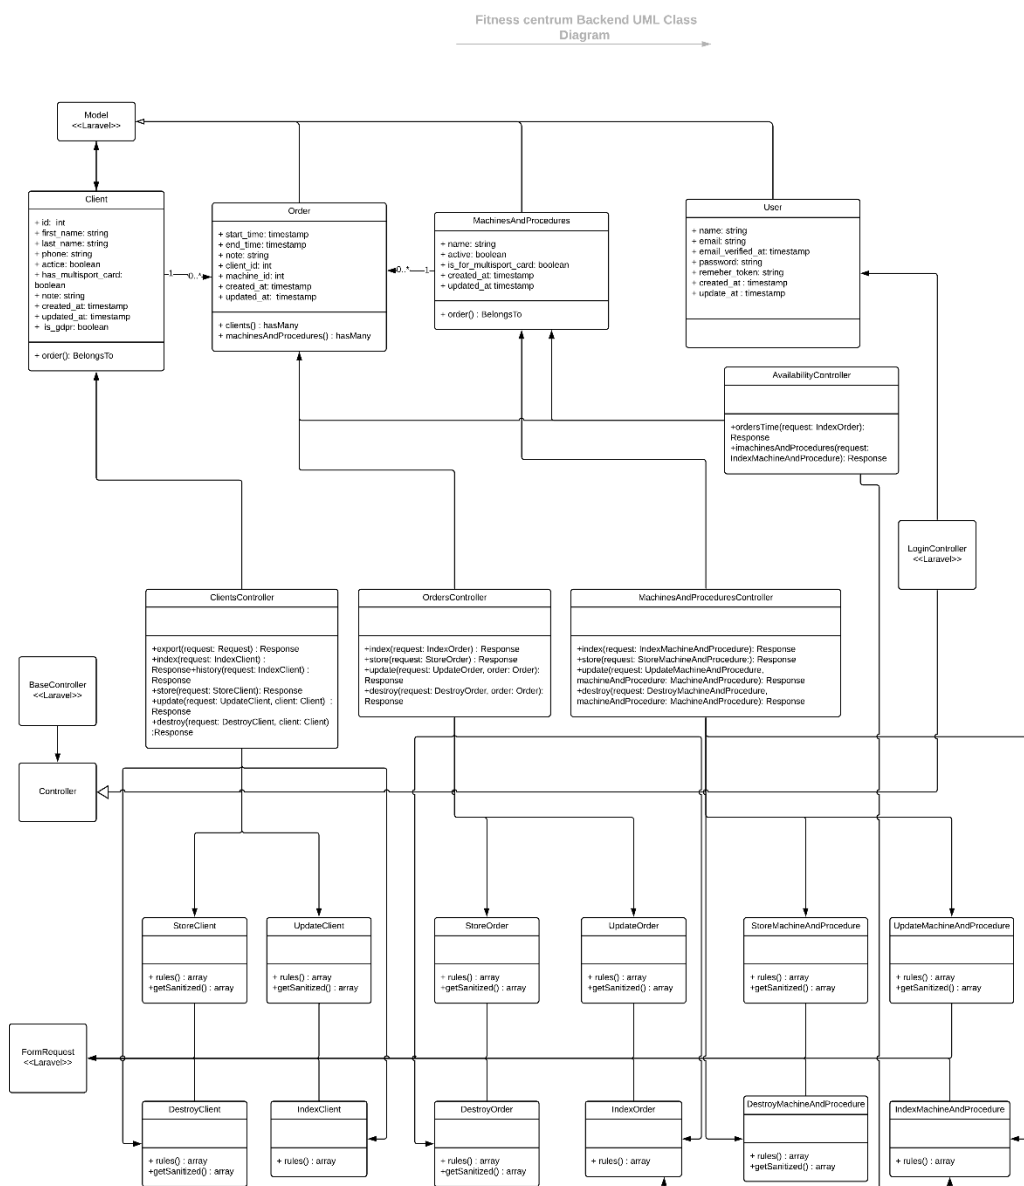 Fitness centrum Backend UML Class
Diagram
Model
<<Laravel>>
Client
+ id: int
+ first_name: string
+ last_name: string
+ phone: string
+ actice: boolean
+ has_multisport_card:
boolean
+ note: string
+ created_at: timestamp
+ updated_at: timestamp
+ is_gdpr: boolean
+ order(): BelongsTo
1
0..*
Order
+ start_time: timestamp
+ end_time: timestamp
+ note: string
+ client_id: int
+ machine_id: int
+ created_at: timestamp
+ updated_at: timestamp
+ clients() : hasMany
+ machinesAndProcedures() : hasMany
0..*
1
MachinesAndProcedures
+ name: string
+ active: boolean
+ is_for_multisport_card: boolean
+ created_at: timestamp
+ updated_at timestamp
+ order() : BelongsTo
User
+ name: string
+ email: string
+ email_verified_at: timestamp
+ password: string
+ remeber_token: string
+ created_at : timestamp
+ update_at : timestamp
AvailabilityController
+ordersTime(request: IndexOrder):
Response
+imachinesAndProcedures(request:
IndexMachineAndProcedure): Response
LoginController
<<Laravel>>
ClientsController
+export(request: Request) : Response
+index(request: IndexClient) :
Response+history(request: IndexClient) :
Response
+store(request: StoreClient): Response
+update(request: UpdateClient, client: Client) :
Response
+destroy(request: DestroyClient, client: Client)
:Response
OrdersController
+index(request: IndexOrder) : Response
+store(request: StoreOrder) : Response
+update(request: UpdateOrder, order: Order):
Response
+destroy(request: DestroyOrder, order: Order):
Response
MachinesAndProceduresController
+index(request: IndexMachineAndProcedure): Response
+store(request: StoreMachineAndProcedure:): Response
+update(request: UpdateMachineAndProcedure,
machineAndProcedure: MachineAndProcedure): Response
+destroy(request: DestroyMachineAndProcedure,
machineAndProcedure: MachineAndProcedure): Response
BaseController
<<Laravel>>
Controller
StoreClient
+ rules() : array
+getSanitized() : array
UpdateClient
+ rules() : array
+getSanitized() : array
StoreOrder
+ rules() : array
+getSanitized() : array
UpdateOrder
+ rules() : array
+getSanitized() : array
StoreMachineAndProcedure
+ rules() : array
+getSanitized() : array
UpdateMachineAndProcedure
+ rules() : array
+getSanitized() : array
FormRequest
<<Laravel>>
DestroyClient
+ rules() : array
+getSanitized() : array
IndexClient
+ rules() : array
DestroyOrder
+ rules() : array
+getSanitized() : array
IndexOrder
+ rules() : array
DestroyMachineAndProcedure
+ rules() : array
+getSanitized() : array
IndexMachineAndProcedure
+ rules() : array